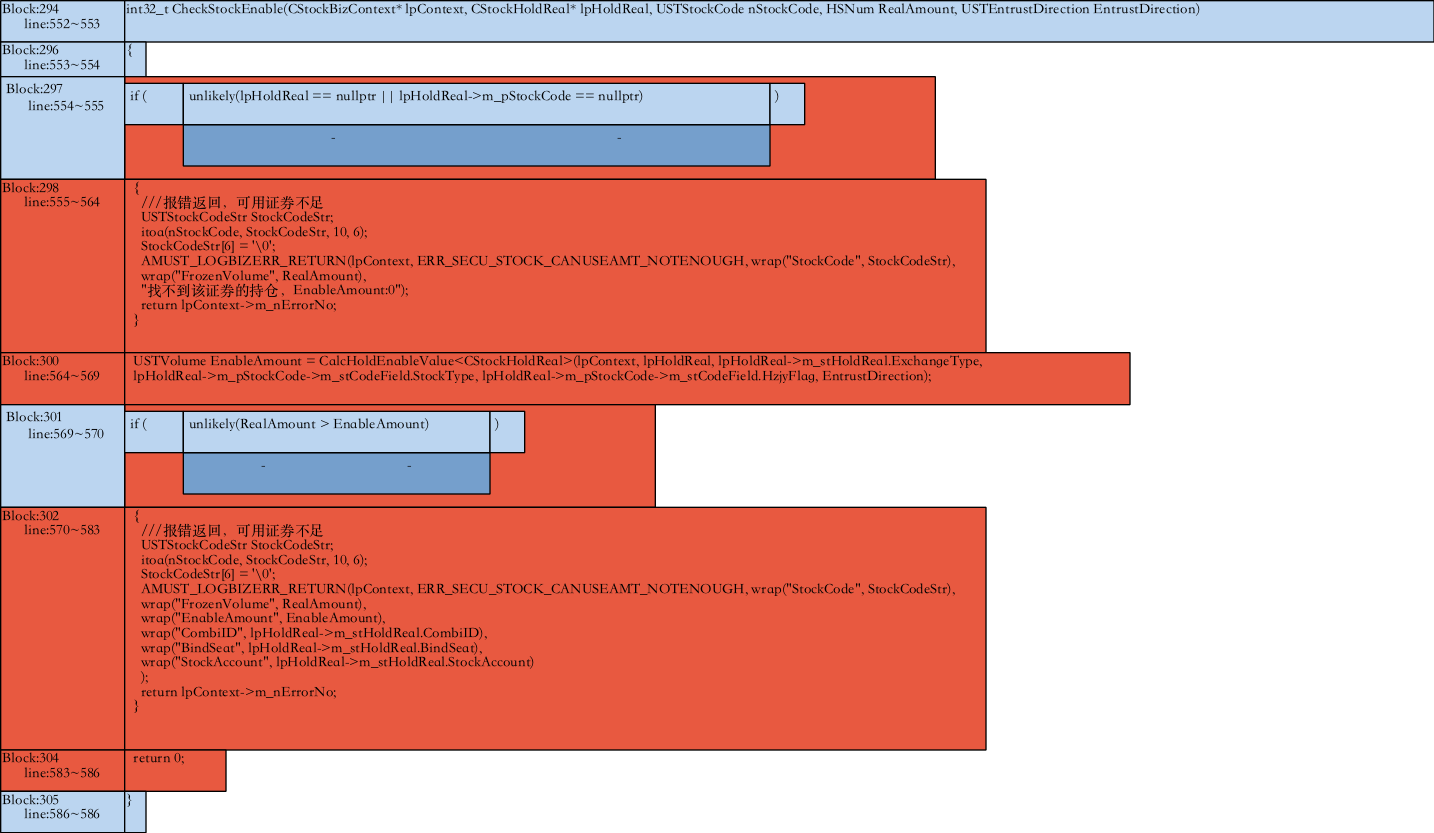 Block:294
line:552~553
int32_t CheckStockEnable(CStockBizContext* lpContext, CStockHoldReal* lpHoldReal, USTStockCode nStockCode, HSNum RealAmount, USTEntrustDirection EntrustDirection)
Block:296
line:553~554
{
Block:297
line:554~555
if ( unlikely(lpHoldReal == nullptr || lpHoldReal->m_pStockCode == nullptr) )
- -
Block:298
line:555~564
{
///报错返回，可用证券不足
USTStockCodeStr StockCodeStr;
itoa(nStockCode, StockCodeStr, 10, 6);
StockCodeStr[6] = '\0';
AMUST_LOGBIZERR_RETURN(lpContext, ERR_SECU_STOCK_CANUSEAMT_NOTENOUGH, wrap("StockCode", StockCodeStr),
wrap("FrozenVolume", RealAmount),
"找不到该证券的持仓，EnableAmount:0");
return lpContext->m_nErrorNo;
}
Block:300
line:564~569
USTVolume EnableAmount = CalcHoldEnableValue<CStockHoldReal>(lpContext, lpHoldReal, lpHoldReal->m_stHoldReal.ExchangeType,
lpHoldReal->m_pStockCode->m_stCodeField.StockType, lpHoldReal->m_pStockCode->m_stCodeField.HzjyFlag, EntrustDirection);
Block:301
line:569~570
if ( unlikely(RealAmount > EnableAmount) )
- -
Block:302
line:570~583
{
///报错返回，可用证券不足
USTStockCodeStr StockCodeStr;
itoa(nStockCode, StockCodeStr, 10, 6);
StockCodeStr[6] = '\0';
AMUST_LOGBIZERR_RETURN(lpContext, ERR_SECU_STOCK_CANUSEAMT_NOTENOUGH, wrap("StockCode", StockCodeStr),
wrap("FrozenVolume", RealAmount),
wrap("EnableAmount", EnableAmount),
wrap("CombiID", lpHoldReal->m_stHoldReal.CombiID),
wrap("BindSeat", lpHoldReal->m_stHoldReal.BindSeat),
wrap("StockAccount", lpHoldReal->m_stHoldReal.StockAccount)
);
return lpContext->m_nErrorNo;
}
Block:304
line:583~586
return 0;
Block:305
line:586~586
}